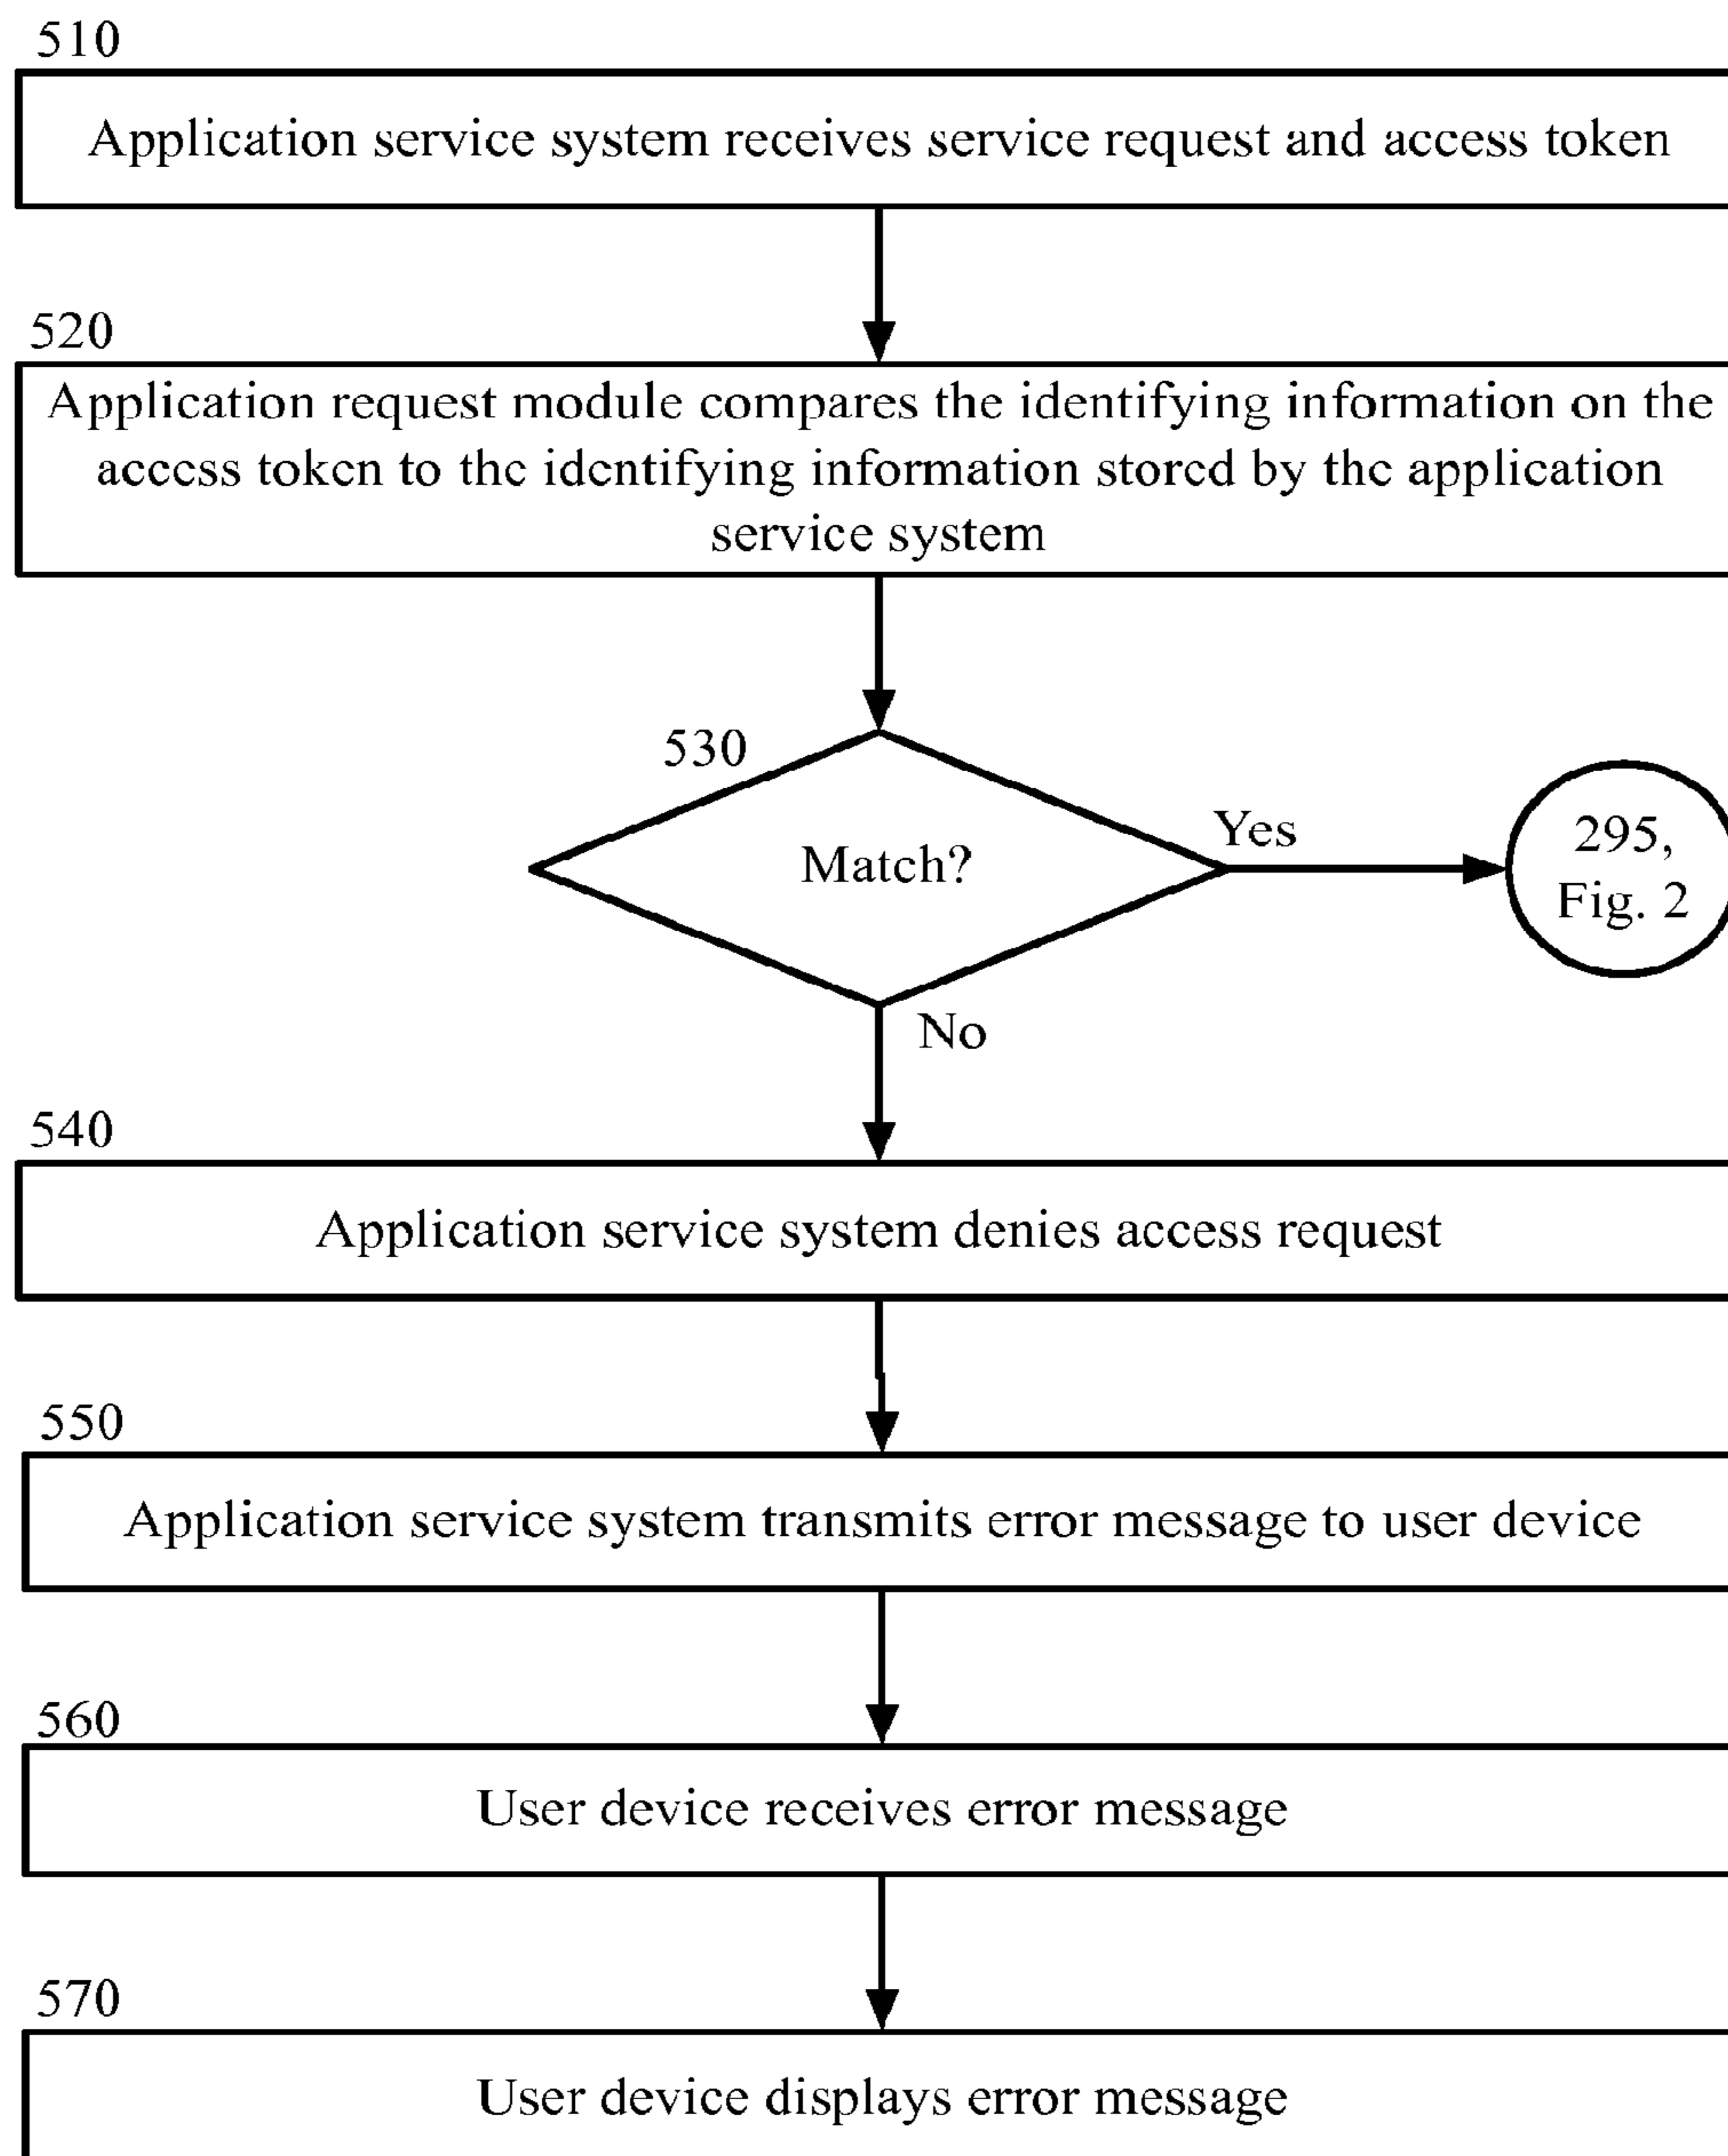 510
Application service system receives service request and access token
520
Application request module compares the identifying information on the
access token to the identifying information stored by the application
service system
530
Match?
Yes
295,
Fig. 2
No
540
Application service system denies access request
550
Application service system transmits error message to user device
560
User device receives error message
570
User device displays error message